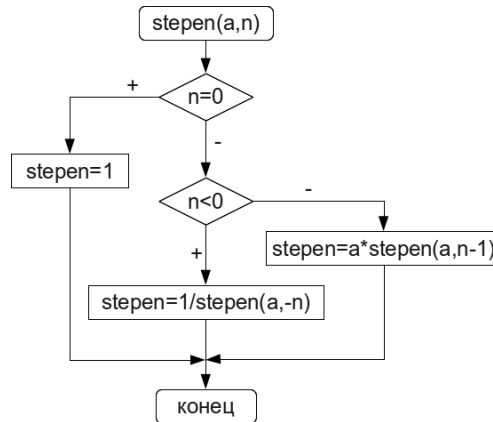 stepen(a,n)
+
n=0
-
stepen=1
n<0
-
+
stepen=a*stepen(a,n-1)
stepen=1/stepen(a,-n)
конец